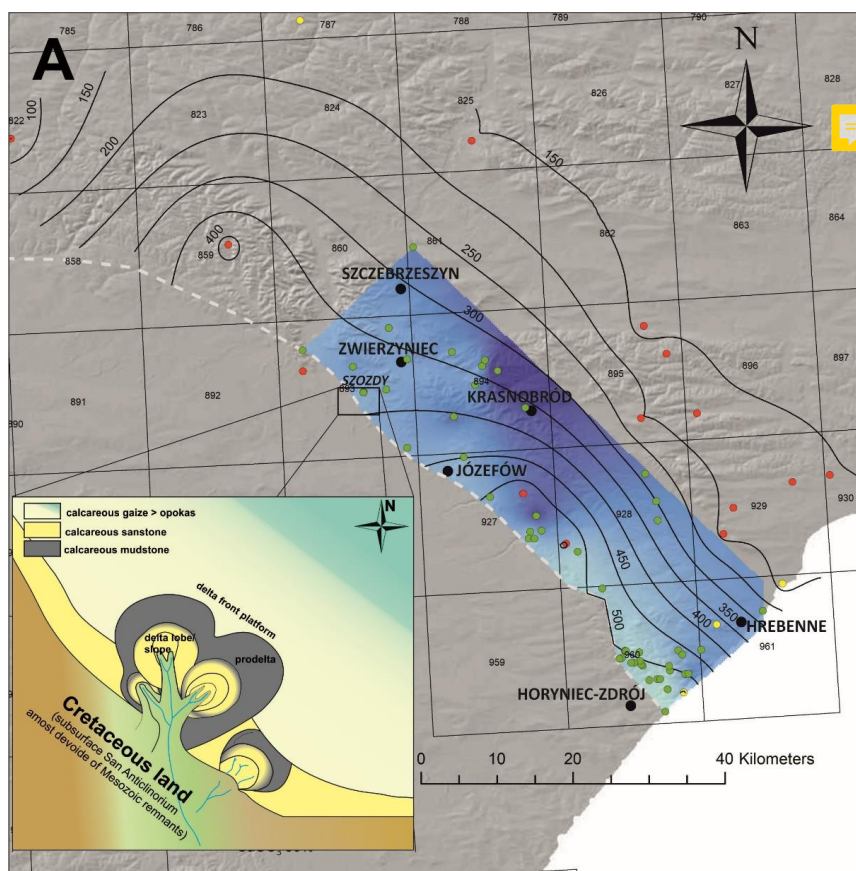 A
N
785
786
787
788
789
790
822
823
824
825
826
827
828
100
150
200
150
858
859
400
860
861
862
863
864
250
SZCZEBRZESZYN
300
ZWIERZYNIEC
SZOZDY
893
894
895
896
897
KRASNOBRÓD
890
891
892
JÓZEFÓW
927
928
929
930
450
500
400
350
HREBENNE
961
959
960
HORYNIEC-ZDRÓJ
0 10 20 40 Kilometers
calcareous gaize > opokas
calcareous sanstone
calcareous mudstone
N
delta front platform
delta lobe/
slope
prodelta
Cretaceous land
(subsurface San Anticlinorium
amost devoide of Mesozoic remnants)